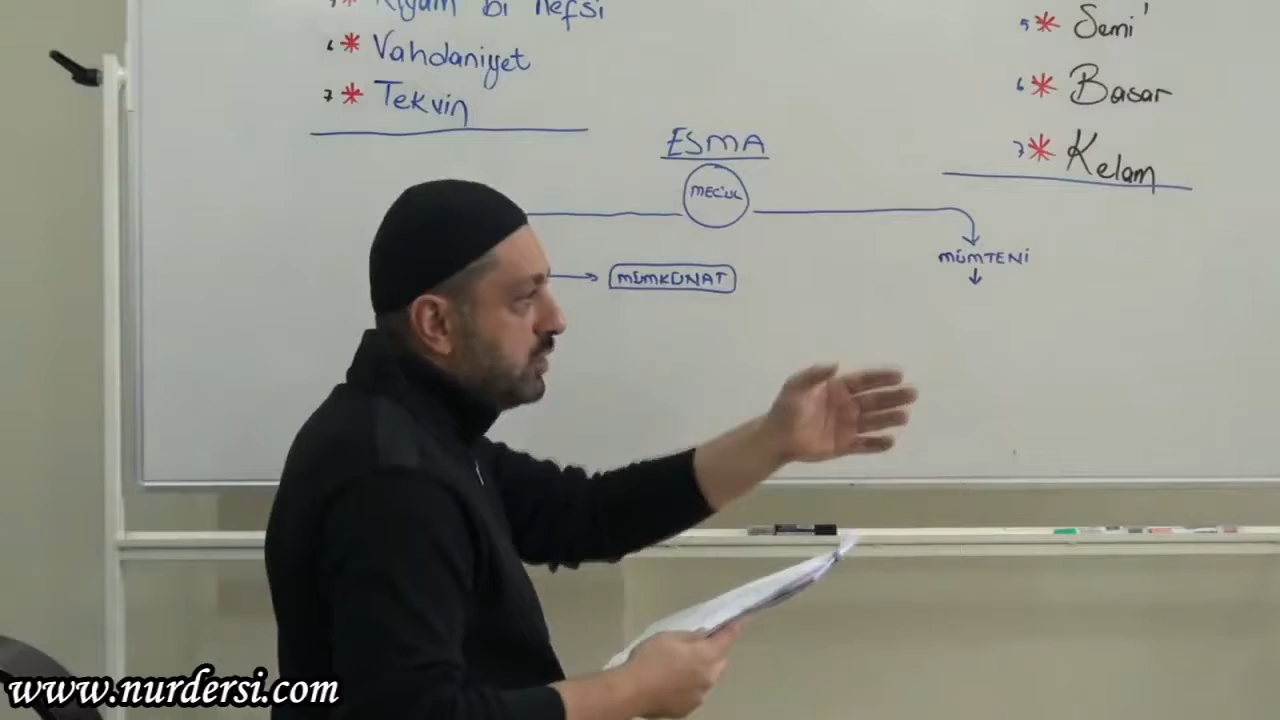 * Kıyam bi nefsi
6 * Vahdaniyet
7 * Tekvin
5 * Semi'
6 * Basar
7 * Kelam
ESMA
MEC'UL
MÜMKÜNAT
MÜMTENİ
www.nurdersi.com